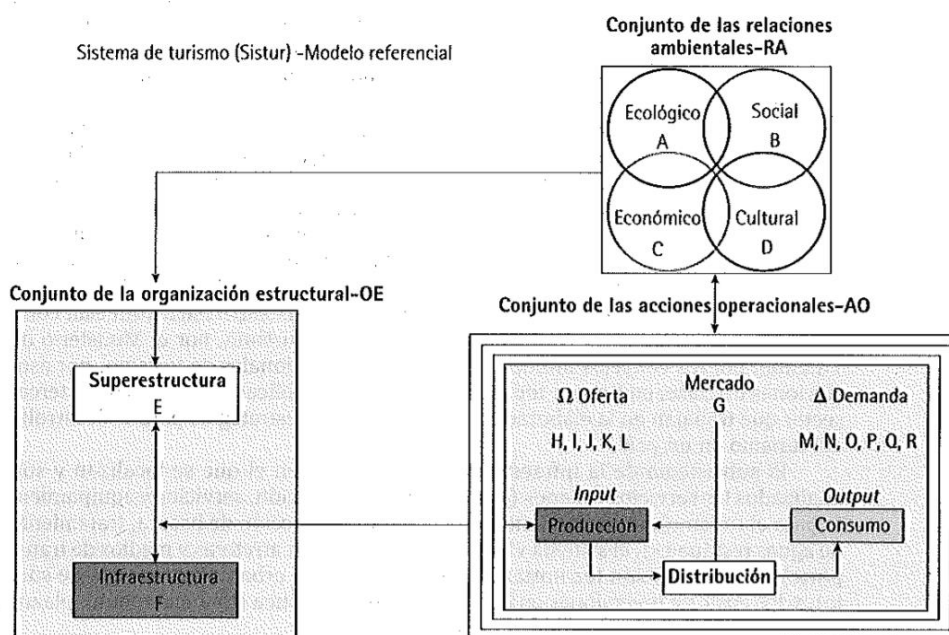 Conjunto de las relaciones
ambientales-RA
Sistema de turismo (Sistur) -Modelo referencial
Ecológico
A
Social
B
Económico
C
Cultural
D
Conjunto de la organización estructural-OE
Superestructura
E
Infraestructura
F
Conjunto de las acciones operacionales-AO
Ω Oferta
H, I, J, K, L
Mercado
G
Δ Demanda
M, N, O, P, Q, R
Input
Producción
Output
Consumo
Distribución